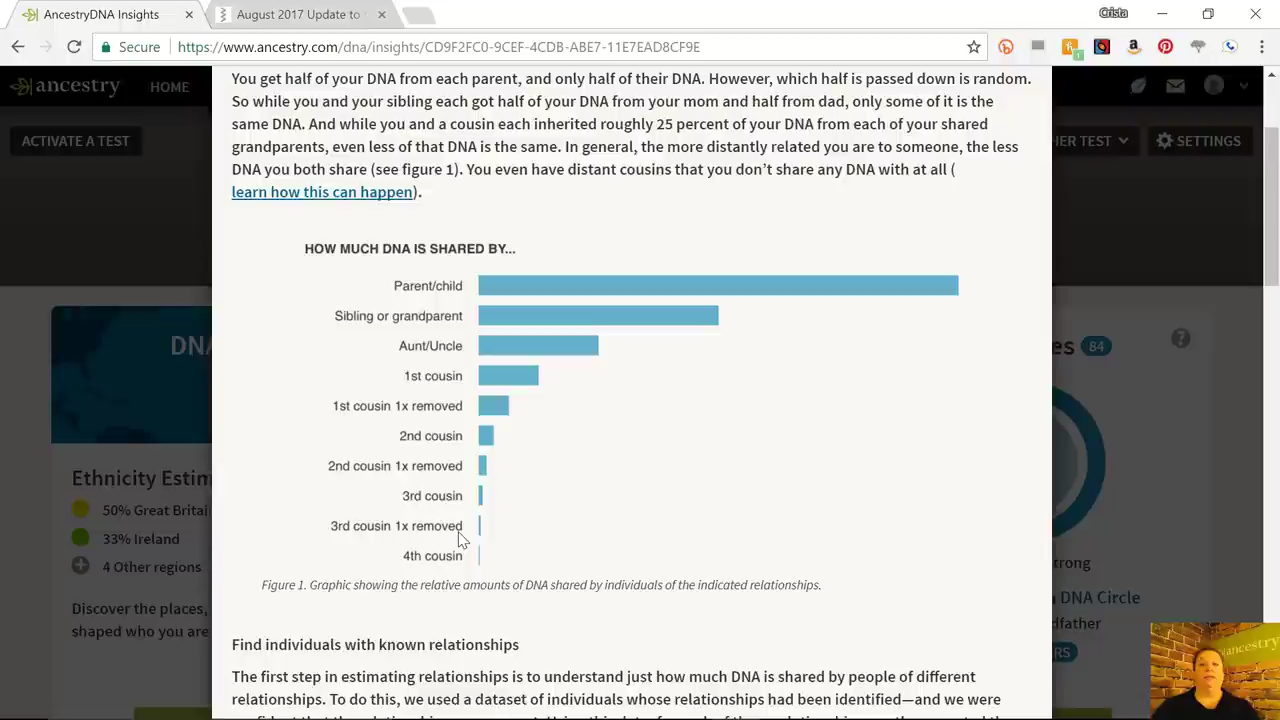 AncestryDNA Insights
August 2017 Update to
Crista
Secure
https://www.ancestry.com/dna/insights/CD9F2FC0-9CEF-4CDB-ABE7-11E7EAD8CF9E
ancestry
HOME
ACTIVATE A TEST
HER TEST
SETTINGS
You get half of your DNA from each parent, and only half of their DNA. However, which half is passed down is random.
So while you and your sibling each got half of your DNA from your mom and half from dad, only some of it is the
same DNA. And while you and a cousin each inherited roughly 25 percent of your DNA from each of your shared
grandparents, even less of that DNA is the same. In general, the more distantly related you are to someone, the less
DNA you both share (see figure 1). You even have distant cousins that you don't share any DNA with at all (
learn how this can happen).
HOW MUCH DNA IS SHARED BY...
Parent/child
Sibling or grandparent
Aunt/Uncle
1st cousin
1st cousin 1x removed
2nd cousin
2nd cousin 1x removed
3rd cousin
3rd cousin 1x removed
4th cousin
Figure 1. Graphic showing the relative amounts of DNA shared by individuals of the indicated relationships.
Find individuals with known relationships
The first step in estimating relationships is to understand just how much DNA is shared by people of different
relationships. To do this, we used a dataset of individuals whose relationships had been identified—and we were
DNA
Ethnicity Estim
50% Great Britai
33% Ireland
4 Other regions
Discover the places,
shaped who you are
es 84
?
trong
DNA Circle
dfather
RS
ancestry